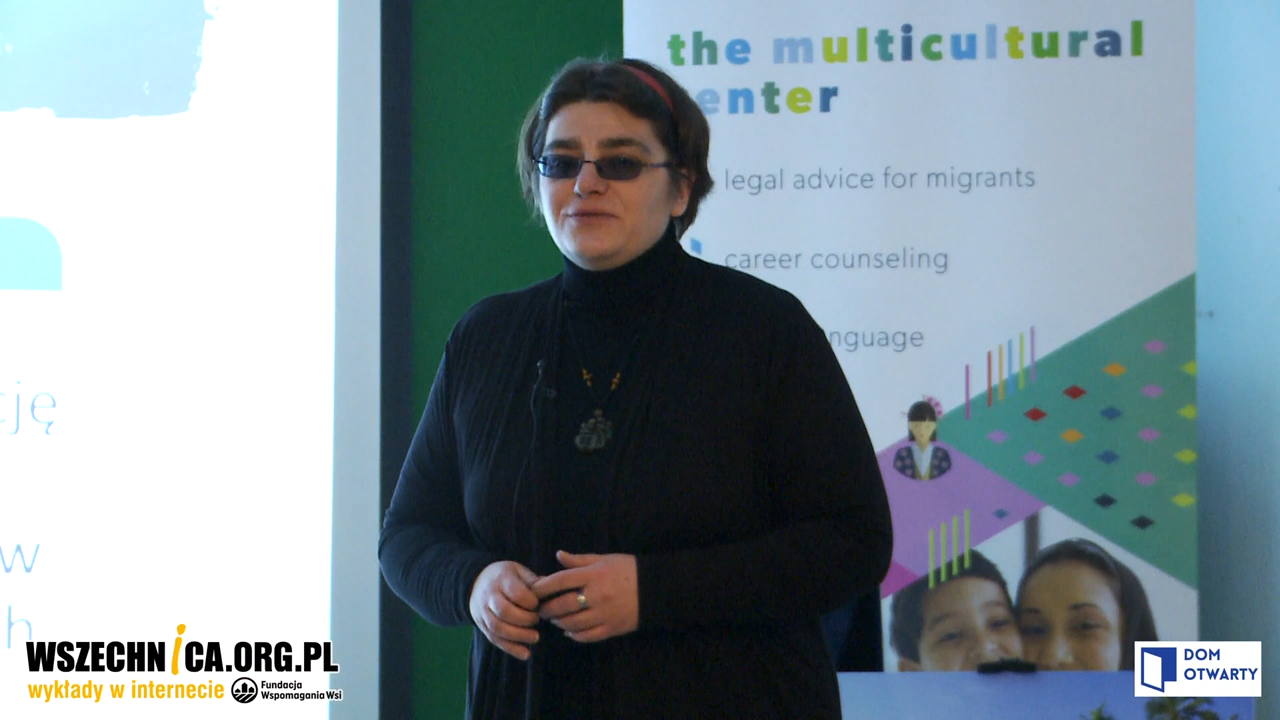 the multicultural
enter
legal advice for migrants
career counseling
nguage
cję
w
h
WSZECHNICA.ORG.PL
wykłady w internecie
Fundacja
Wspomagania Wsi
DOM
OTWARTY